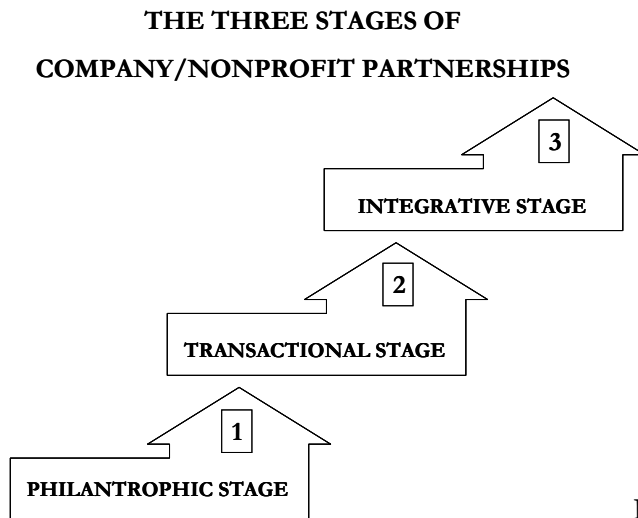 THE THREE STAGES OF
COMPANY/NONPROFIT PARTNERSHIPS
3
INTEGRATIVE STAGE
2
TRANSACTIONAL STAGE
1
PHILANTROPHIC STAGE